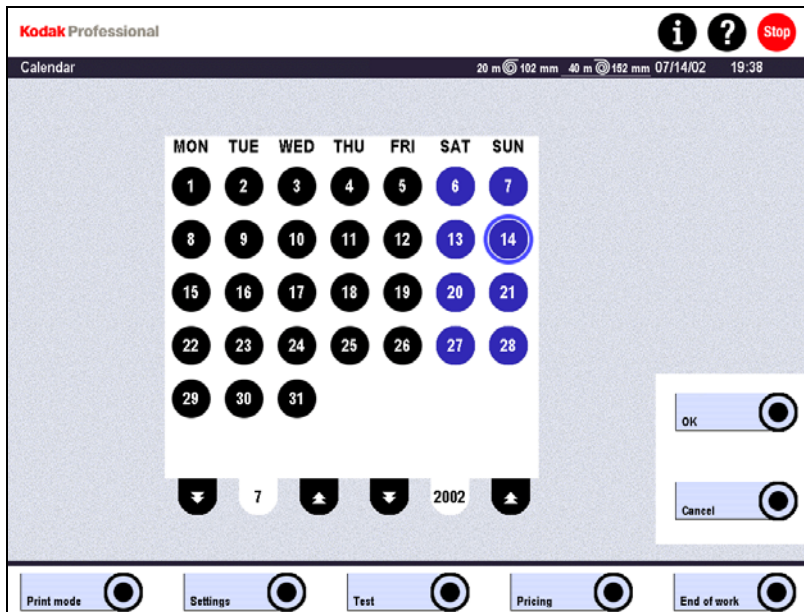 Kodak Professional
i ? Stop
Calendar 20 m 102 mm 40 m 152 mm 07/14/02 19:38
MON TUE WED THU FRI SAT SUN
1 2 3 4 5 6 7
8 9 10 11 12 13 14
15 16 17 18 19 20 21
22 23 24 25 26 27 28
29 30 31
7 2002
OK
Cancel
Print mode Settings Test Pricing End of work